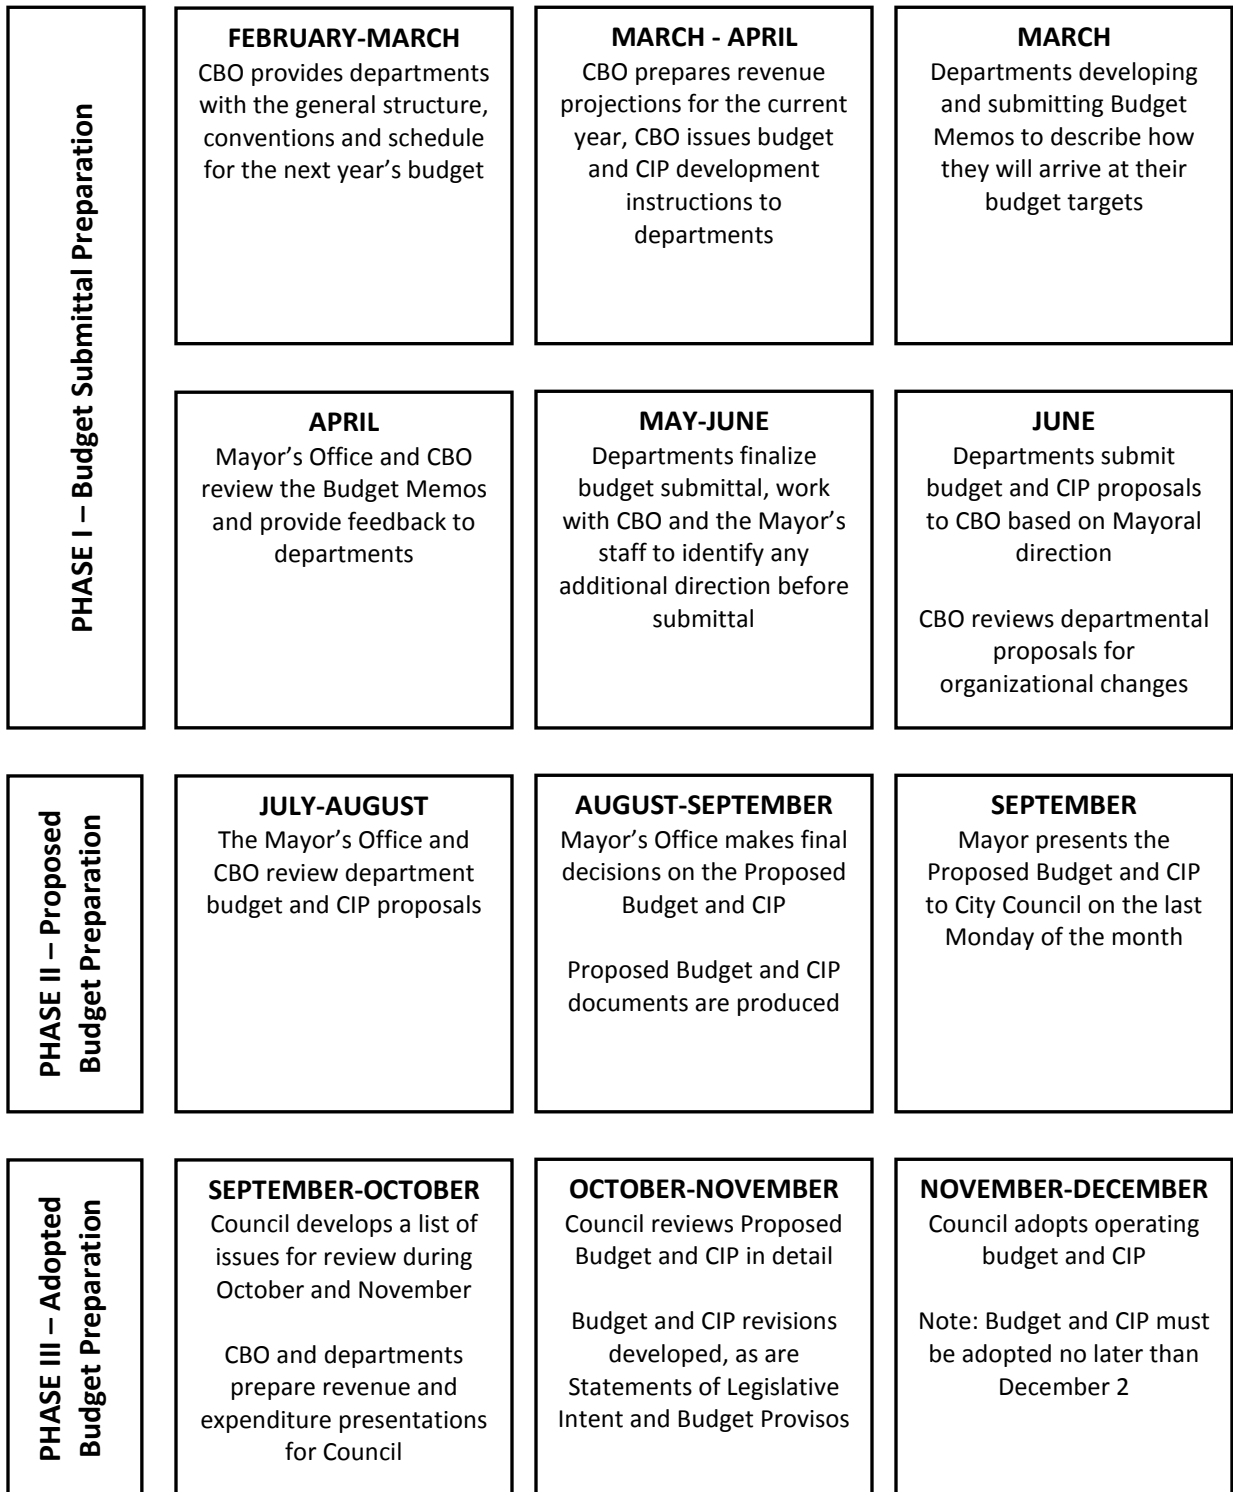 PHASE I – Budget Submittal Preparation
FEBRUARY-MARCH
CBO provides departments
with the general structure,
conventions and schedule
for the next year’s budget
MARCH - APRIL
CBO prepares revenue
projections for the current
year, CBO issues budget
and CIP development
instructions to
departments
MARCH
Departments developing
and submitting Budget
Memos to describe how
they will arrive at their
budget targets
APRIL
Mayor’s Office and CBO
review the Budget Memos
and provide feedback to
departments
MAY-JUNE
Departments finalize
budget submittal, work
with CBO and the Mayor’s
staff to identify any
additional direction before
submittal
JUNE
Departments submit
budget and CIP proposals
to CBO based on Mayoral
direction
CBO reviews departmental
proposals for
organizational changes
PHASE II – Proposed
Budget Preparation
JULY-AUGUST
The Mayor’s Office and
CBO review department
budget and CIP proposals
AUGUST-SEPTEMBER
Mayor’s Office makes final
decisions on the Proposed
Budget and CIP
Proposed Budget and CIP
documents are produced
SEPTEMBER
Mayor presents the
Proposed Budget and CIP
to City Council on the last
Monday of the month
PHASE III – Adopted
Budget Preparation
SEPTEMBER-OCTOBER
Council develops a list of
issues for review during
October and November
CBO and departments
prepare revenue and
expenditure presentations
for Council
OCTOBER-NOVEMBER
Council reviews Proposed
Budget and CIP in detail
Budget and CIP revisions
developed, as are
Statements of Legislative
Intent and Budget Provisos
NOVEMBER-DECEMBER
Council adopts operating
budget and CIP
Note: Budget and CIP must
be adopted no later than
December 2